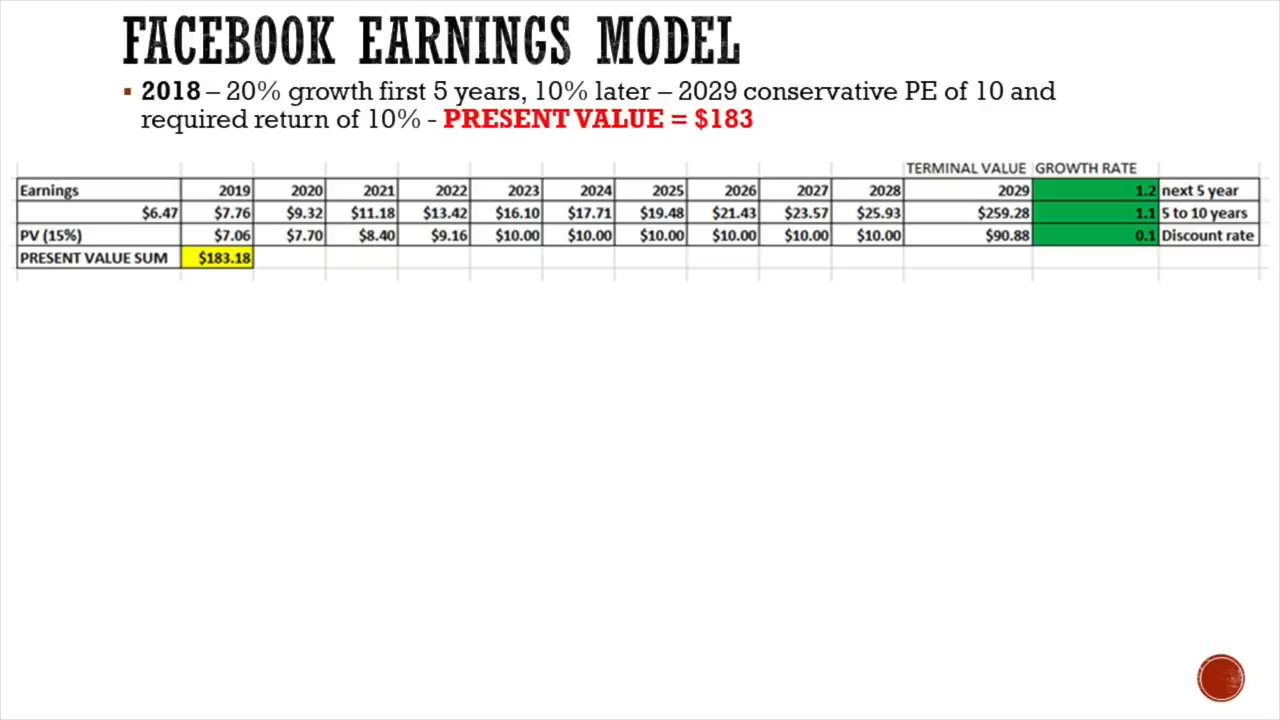 FACEBOOK EARNINGS MODEL
▪ 2018 – 20% growth first 5 years, 10% later – 2029 conservative PE of 10 and
required return of 10% - PRESENT VALUE = $183
TERMINAL VALUE GROWTH RATE
Earnings 2019 2020 2021 2022 2023 2024 2025 2026 2027 2028 2029 1.2 next 5 year
$6.47 $7.76 $9.32 $11.18 $13.42 $16.10 $17.71 $19.48 $21.43 $23.57 $25.93 $259.28 1.1 5 to 10 years
PV (15%) $7.06 $7.70 $8.40 $9.16 $10.00 $10.00 $10.00 $10.00 $10.00 $10.00 $90.88 0.1 Discount rate
PRESENT VALUE SUM $183.18